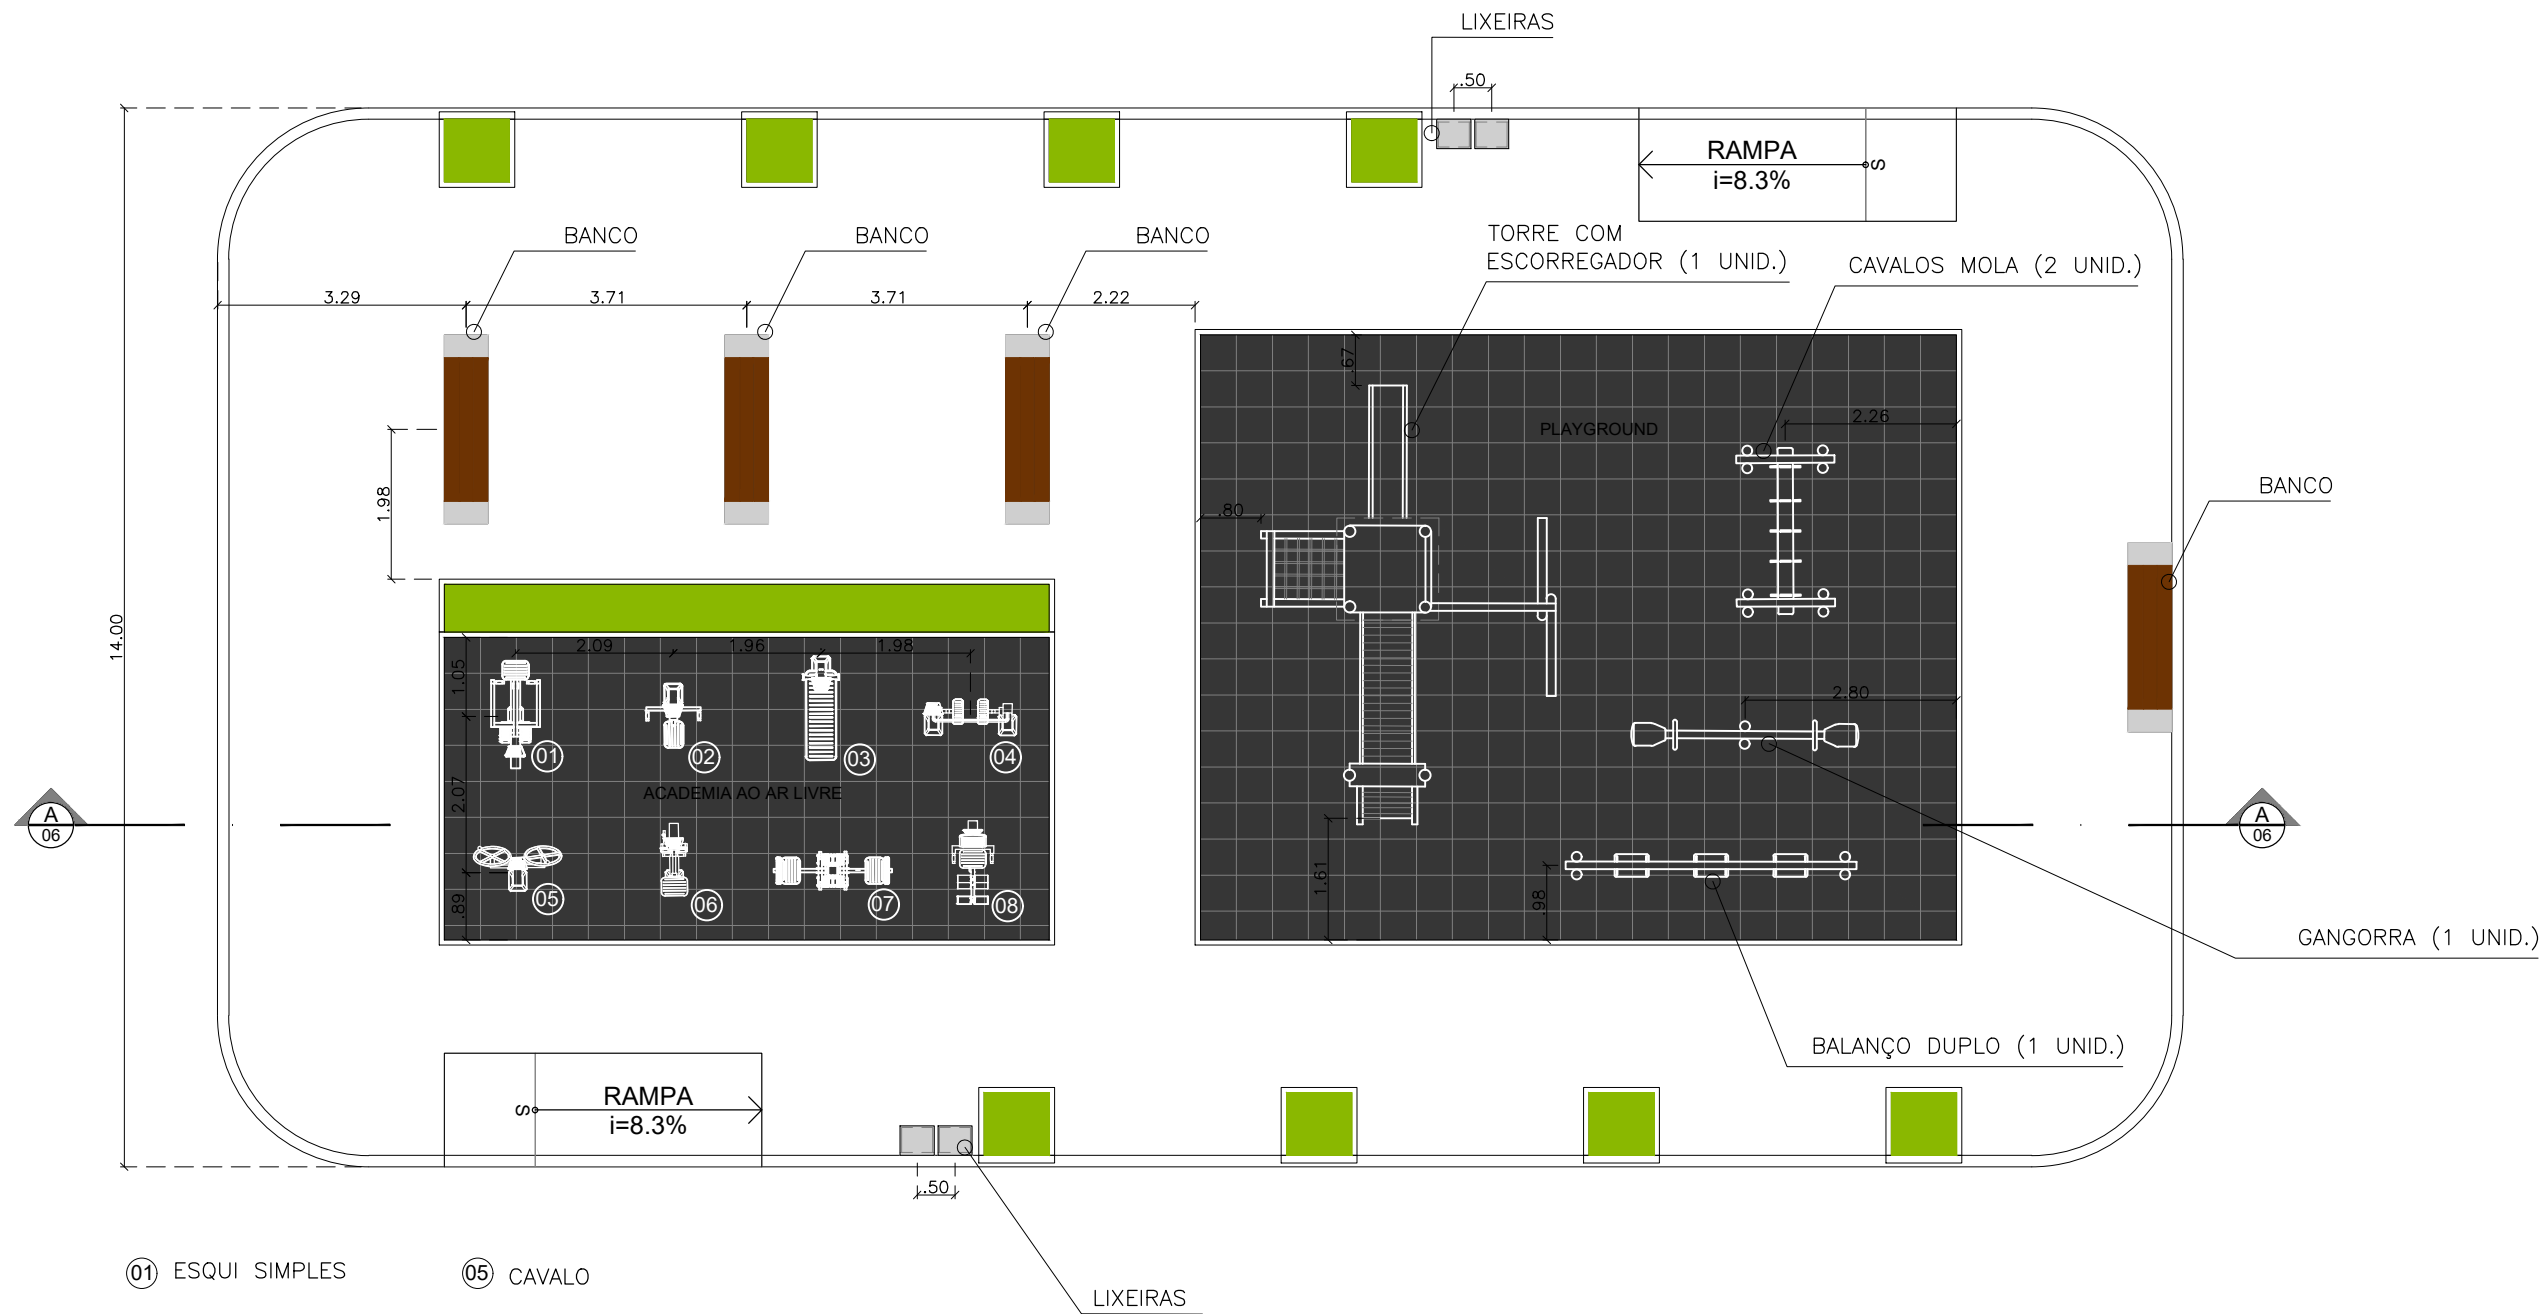 LIXEIRAS
.50
RAMPA
i=8.3%
S
BANCO
BANCO
BANCO
TORRE COM
ESCORREGADOR (1 UNID.)
CAVALOS MOLA (2 UNID.)
3.29
3.71
3.71
2.22
.67
PLAYGROUND
2.26
BANCO
1.98
.80
14.00
2.09
1.96
1.98
1.05
2.80
01
02
03
04
2.07
ACADEMIA AO AR LIVRE
A
06
A
06
1.61
.98
.89
05
06
07
08
GANGORRA (1 UNID.)
BALANÇO DUPLO (1 UNID.)
S
RAMPA
i=8.3%
.50
01 ESQUI SIMPLES
05 CAVALO
LIXEIRAS